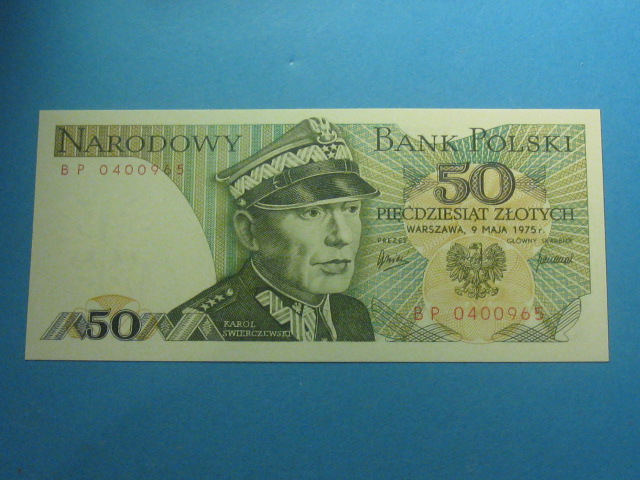 NARODOWY BANK POLSKI
BP 0400965
50
PIĘĆDZIESIĄT ZŁOTYCH
WARSZAWA, 9 MAJA 1975 r.
PREZES GŁÓWNY SKARBNIK
BP 0400965
50
KAROL
ŚWIERCZEWSKI